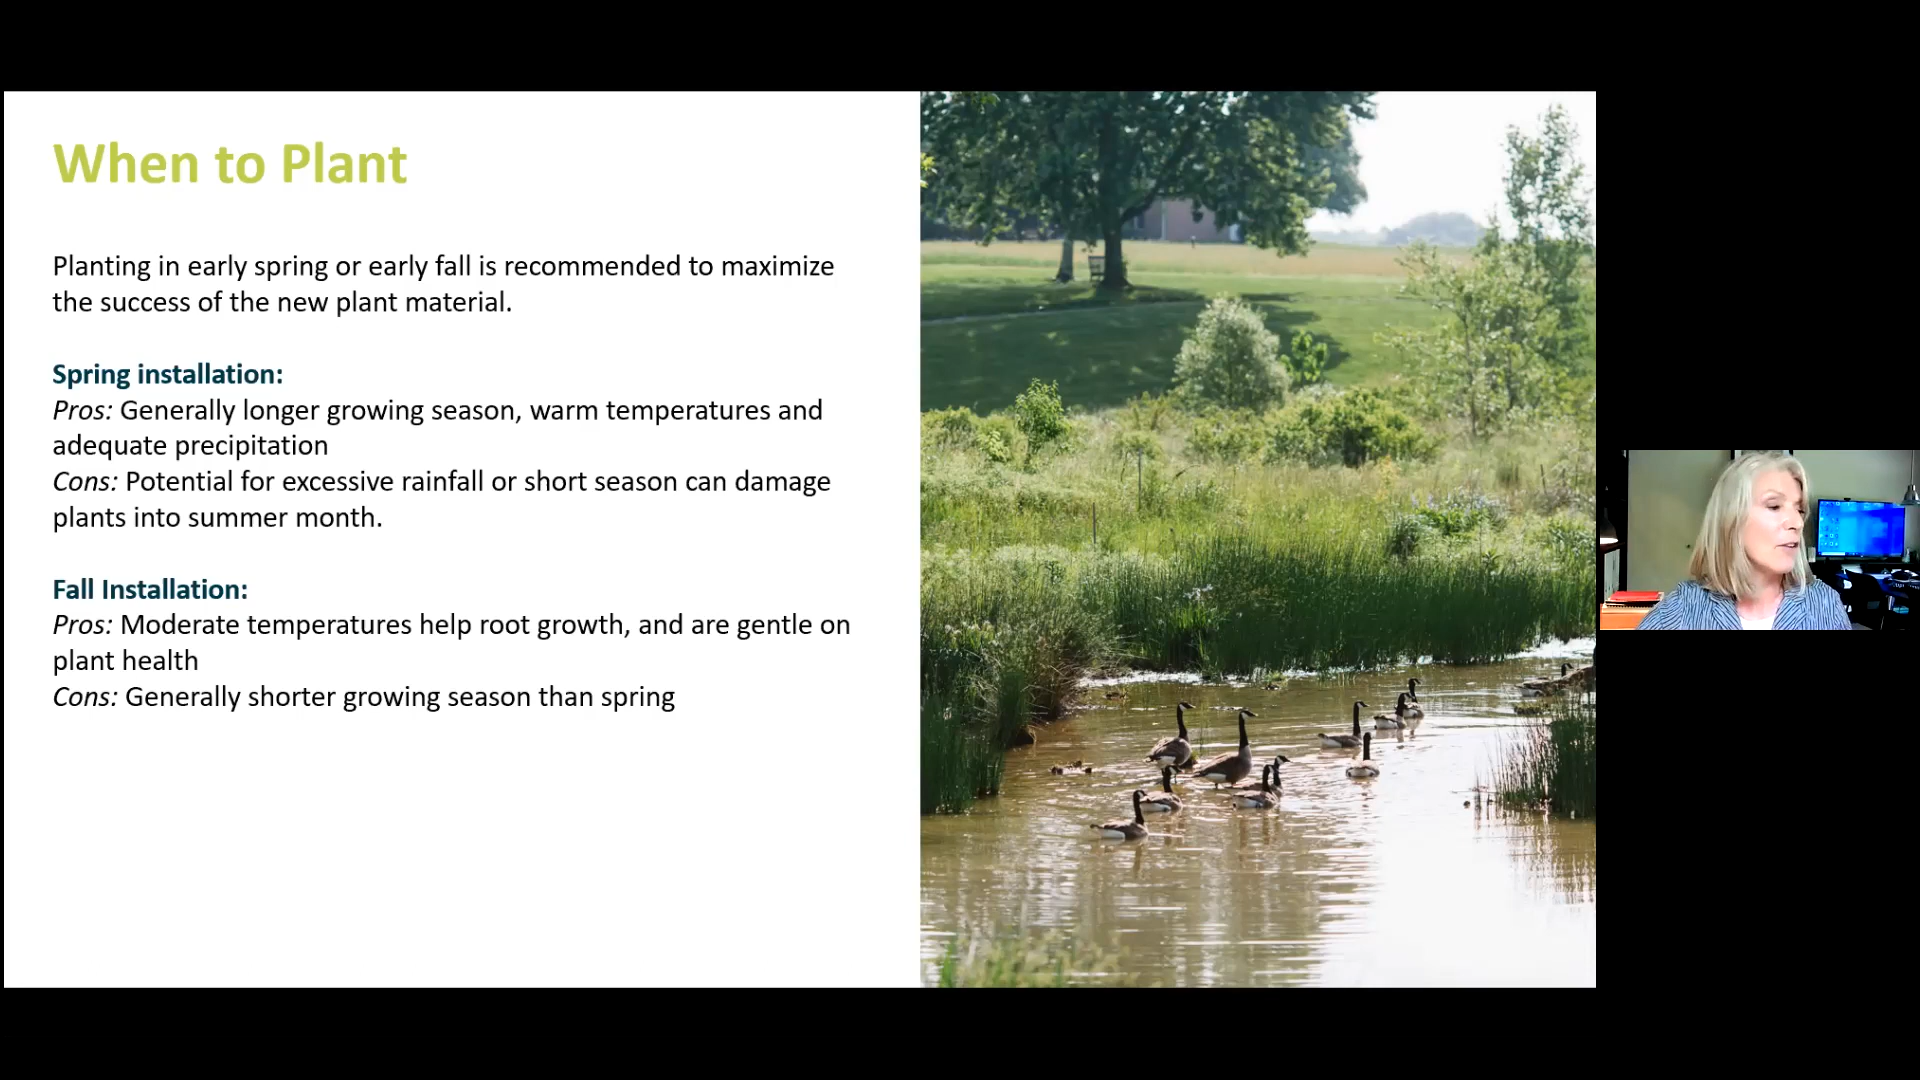 When to Plant
Planting in early spring or early fall is recommended to maximize
the success of the new plant material.
Spring installation:
Pros: Generally longer growing season, warm temperatures and
adequate precipitation
Cons: Potential for excessive rainfall or short season can damage
plants into summer month.
Fall Installation:
Pros: Moderate temperatures help root growth, and are gentle on
plant health
Cons: Generally shorter growing season than spring